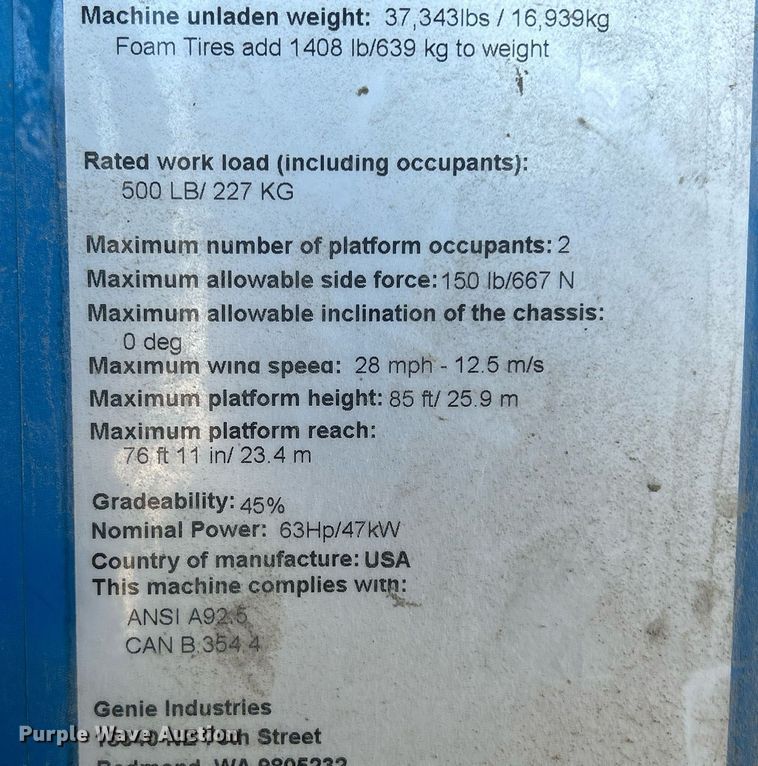 Machine unladen weight: 37,343lbs / 16,939kg
Foam Tires add 1408 lb/639 kg to weight
Rated work load (including occupants):
500 LB/ 227 KG
Maximum number of platform occupants: 2
Maximum allowable side force: 150 lb/667 N
Maximum allowable inclination of the chassis:
0 deg
Maximum wind speed: 28 mph - 12.5 m/s
Maximum platform height: 85 ft/ 25.9 m
Maximum platform reach:
76 ft 11 in/ 23.4 m
Gradeability: 45%
Nominal Power: 63Hp/47kW
Country of manufacture: USA
This machine complies with:
ANSI A92.5
CAN B.354.4
Genie Industries
Street
Purple Wave Auction
Redmond, WA